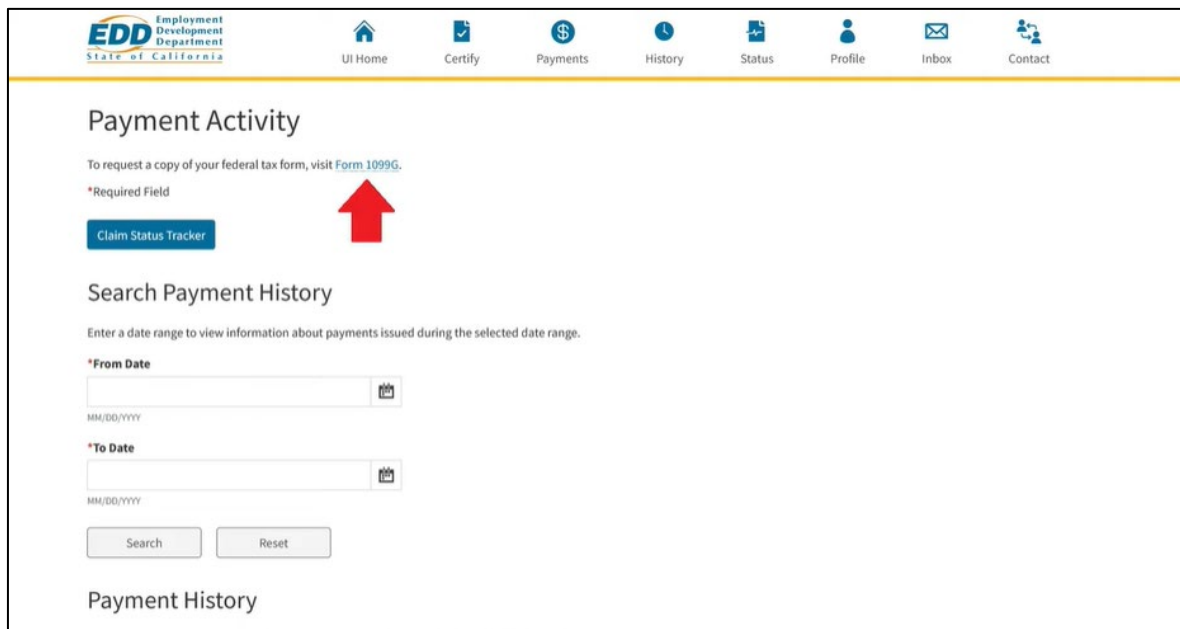 EDD Employment
Development
Department
State of California
UI Home
Certify
Payments
History
Status
Profile
Inbox
Contact
Payment Activity
To request a copy of your federal tax form, visit Form 1099G.
*Required Field
Claim Status Tracker
Search Payment History
Enter a date range to view information about payments issued during the selected date range.
*From Date
MM/DD/YYYY
*To Date
MM/DD/YYYY
Search
Reset
Payment History